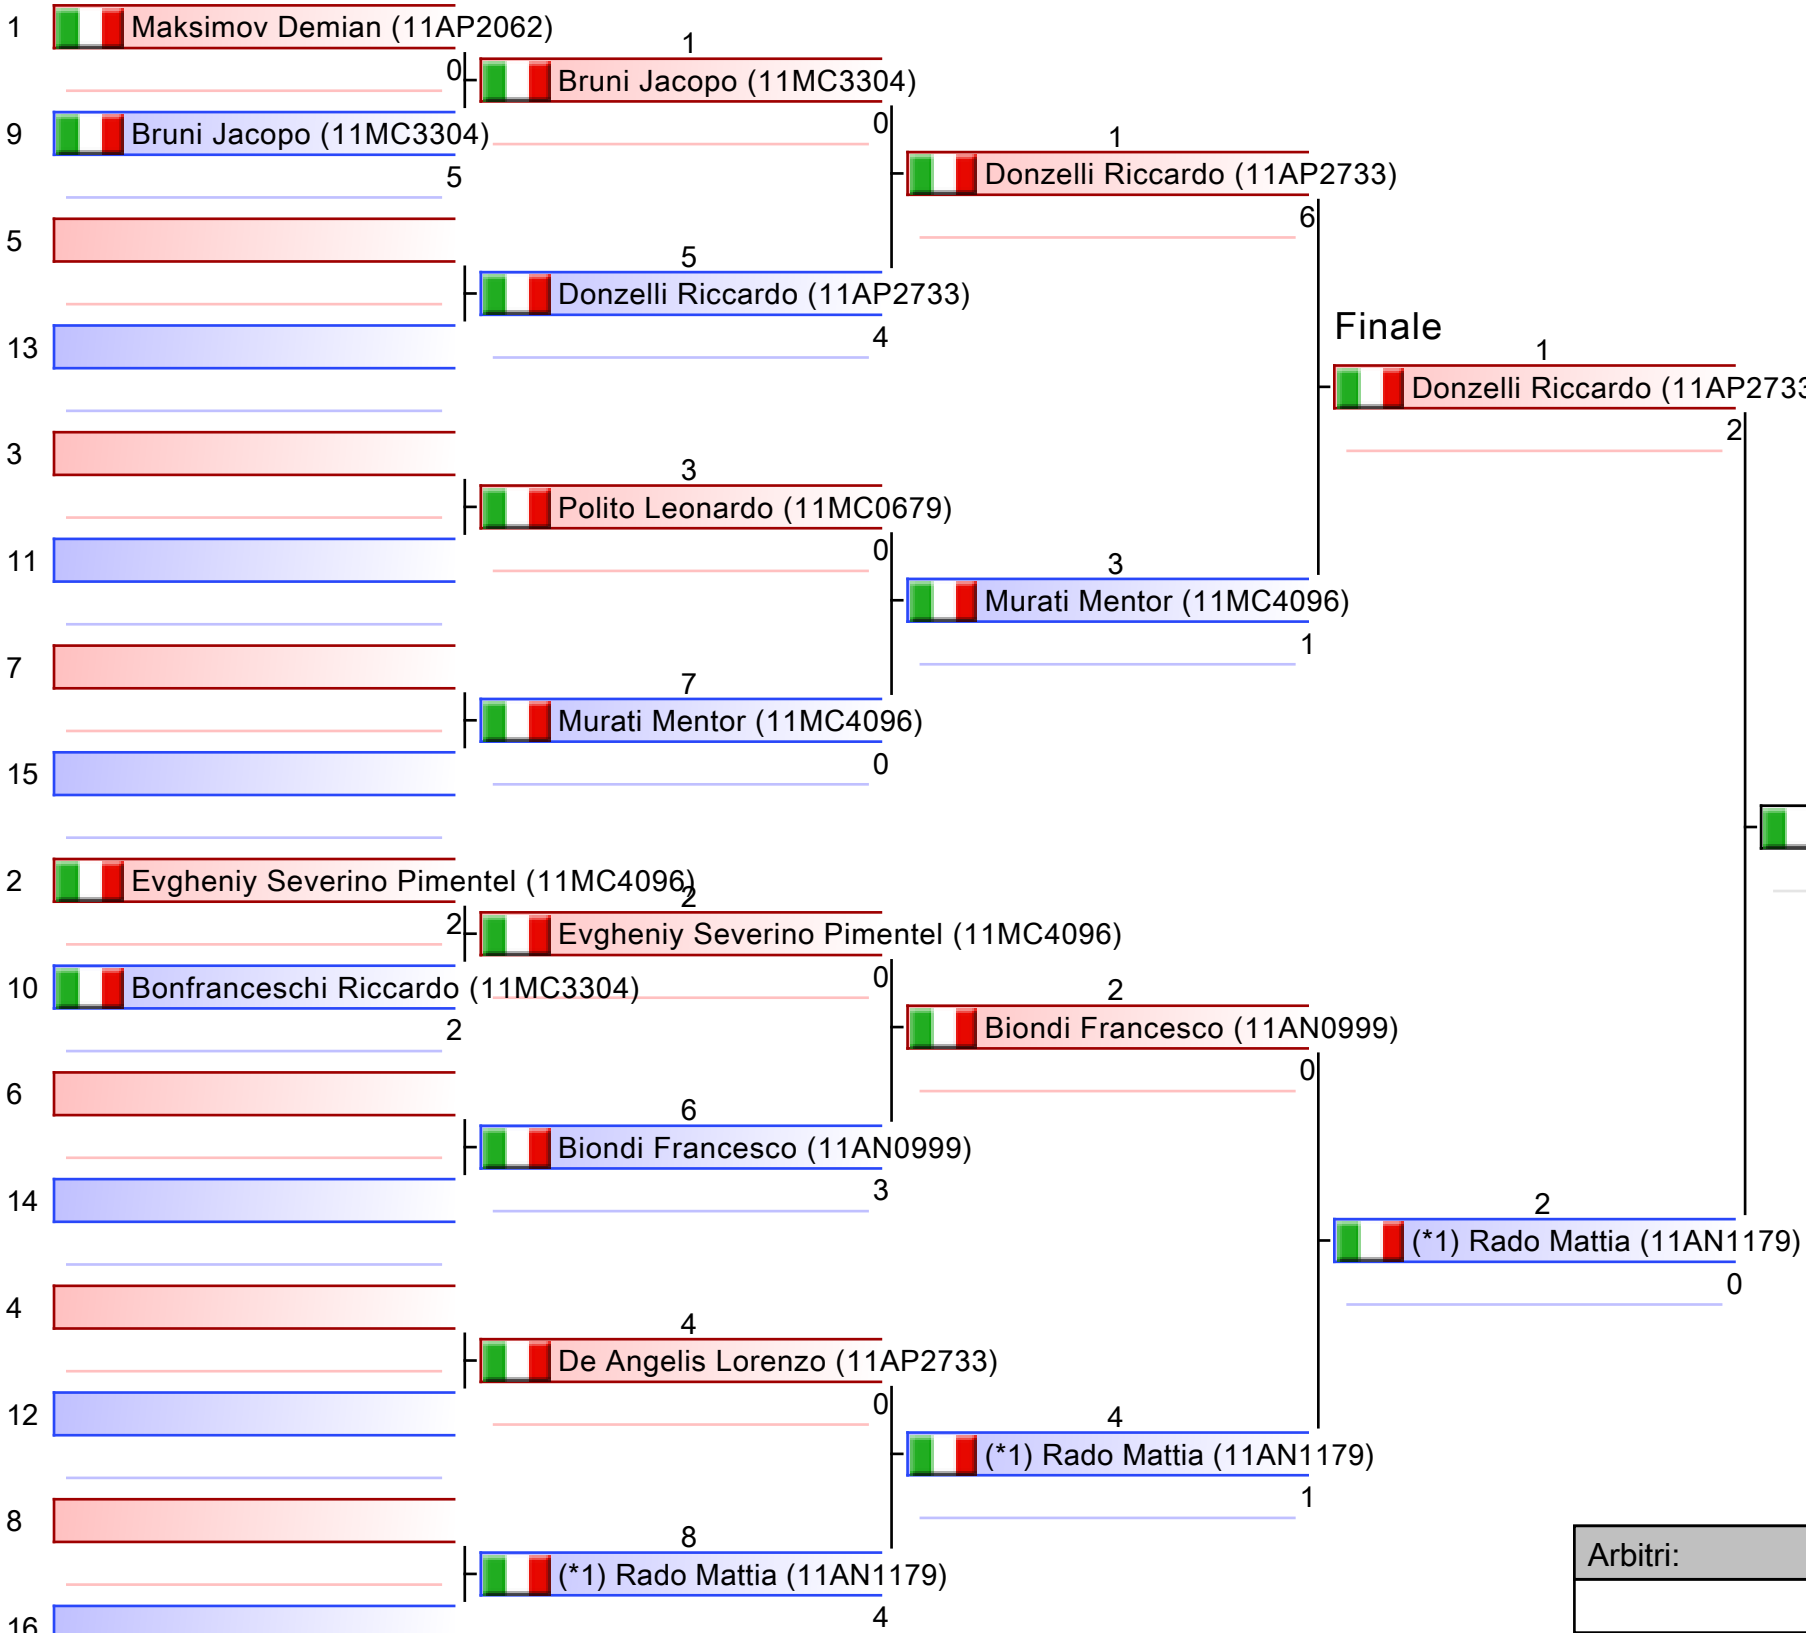 1 Maksimov Demian (11AP2062)
0
9 Bruni Jacopo (11MC3304)
5
5
13
3
11
7
15
2 Evgheniy Severino Pimentel (11MC4096)
2
10 Bonfranceschi Riccardo (11MC3304)
2
6
14
4
12
8
16
1
Bruni Jacopo (11MC3304)
0
5
Donzelli Riccardo (11AP2733)
4
3
Polito Leonardo (11MC0679)
0
7
Murati Mentor (11MC4096)
0
2
Evgheniy Severino Pimentel (11MC4096)
0
6
Biondi Francesco (11AN0999)
3
4
De Angelis Lorenzo (11AP2733)
0
8
(*1) Rado Mattia (11AN1179)
4
1
Donzelli Riccardo (11AP2733)
6
3
Murati Mentor (11MC4096)
1
2
Biondi Francesco (11AN0999)
0
4
(*1) Rado Mattia (11AN1179)
1
Finale
1
Donzelli Riccardo (11AP2733
2
2
(*1) Rado Mattia (11AN1179)
0
Arbitri: